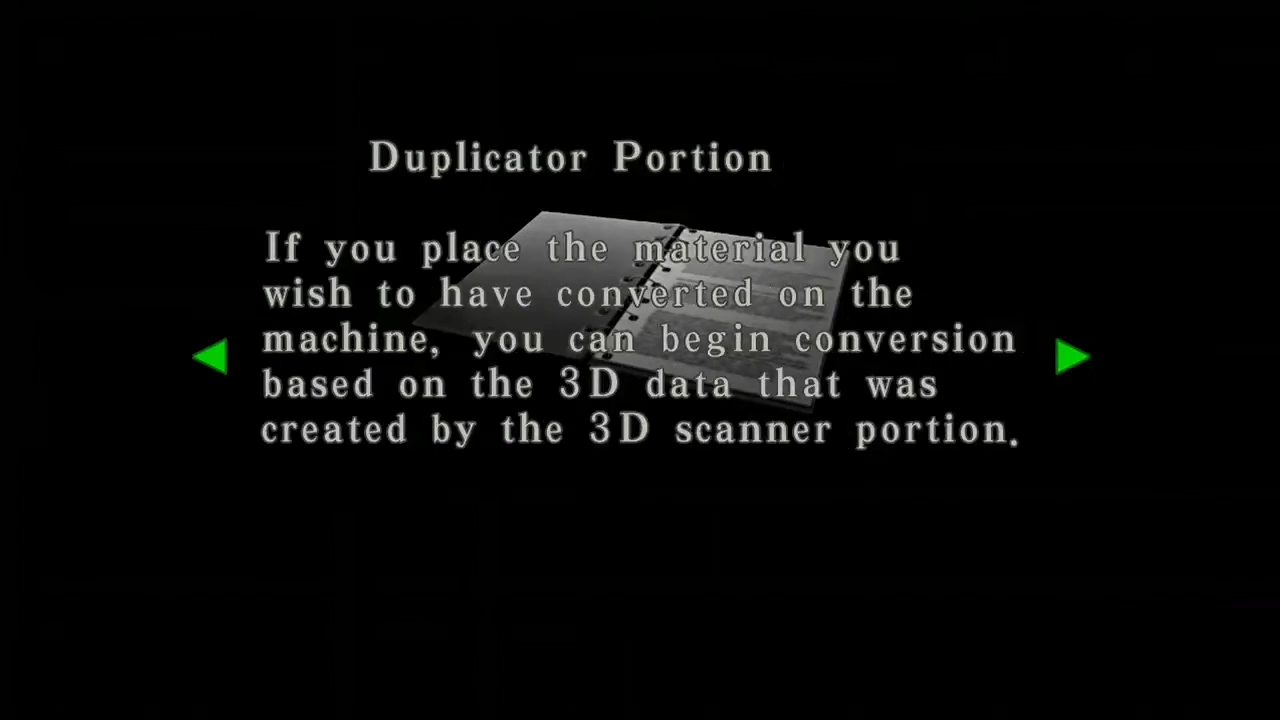 Duplicator Portion
If you place the material you
wish to have converted on the
machine, you can begin conversion
based on the 3D data that was
created by the 3D scanner portion.